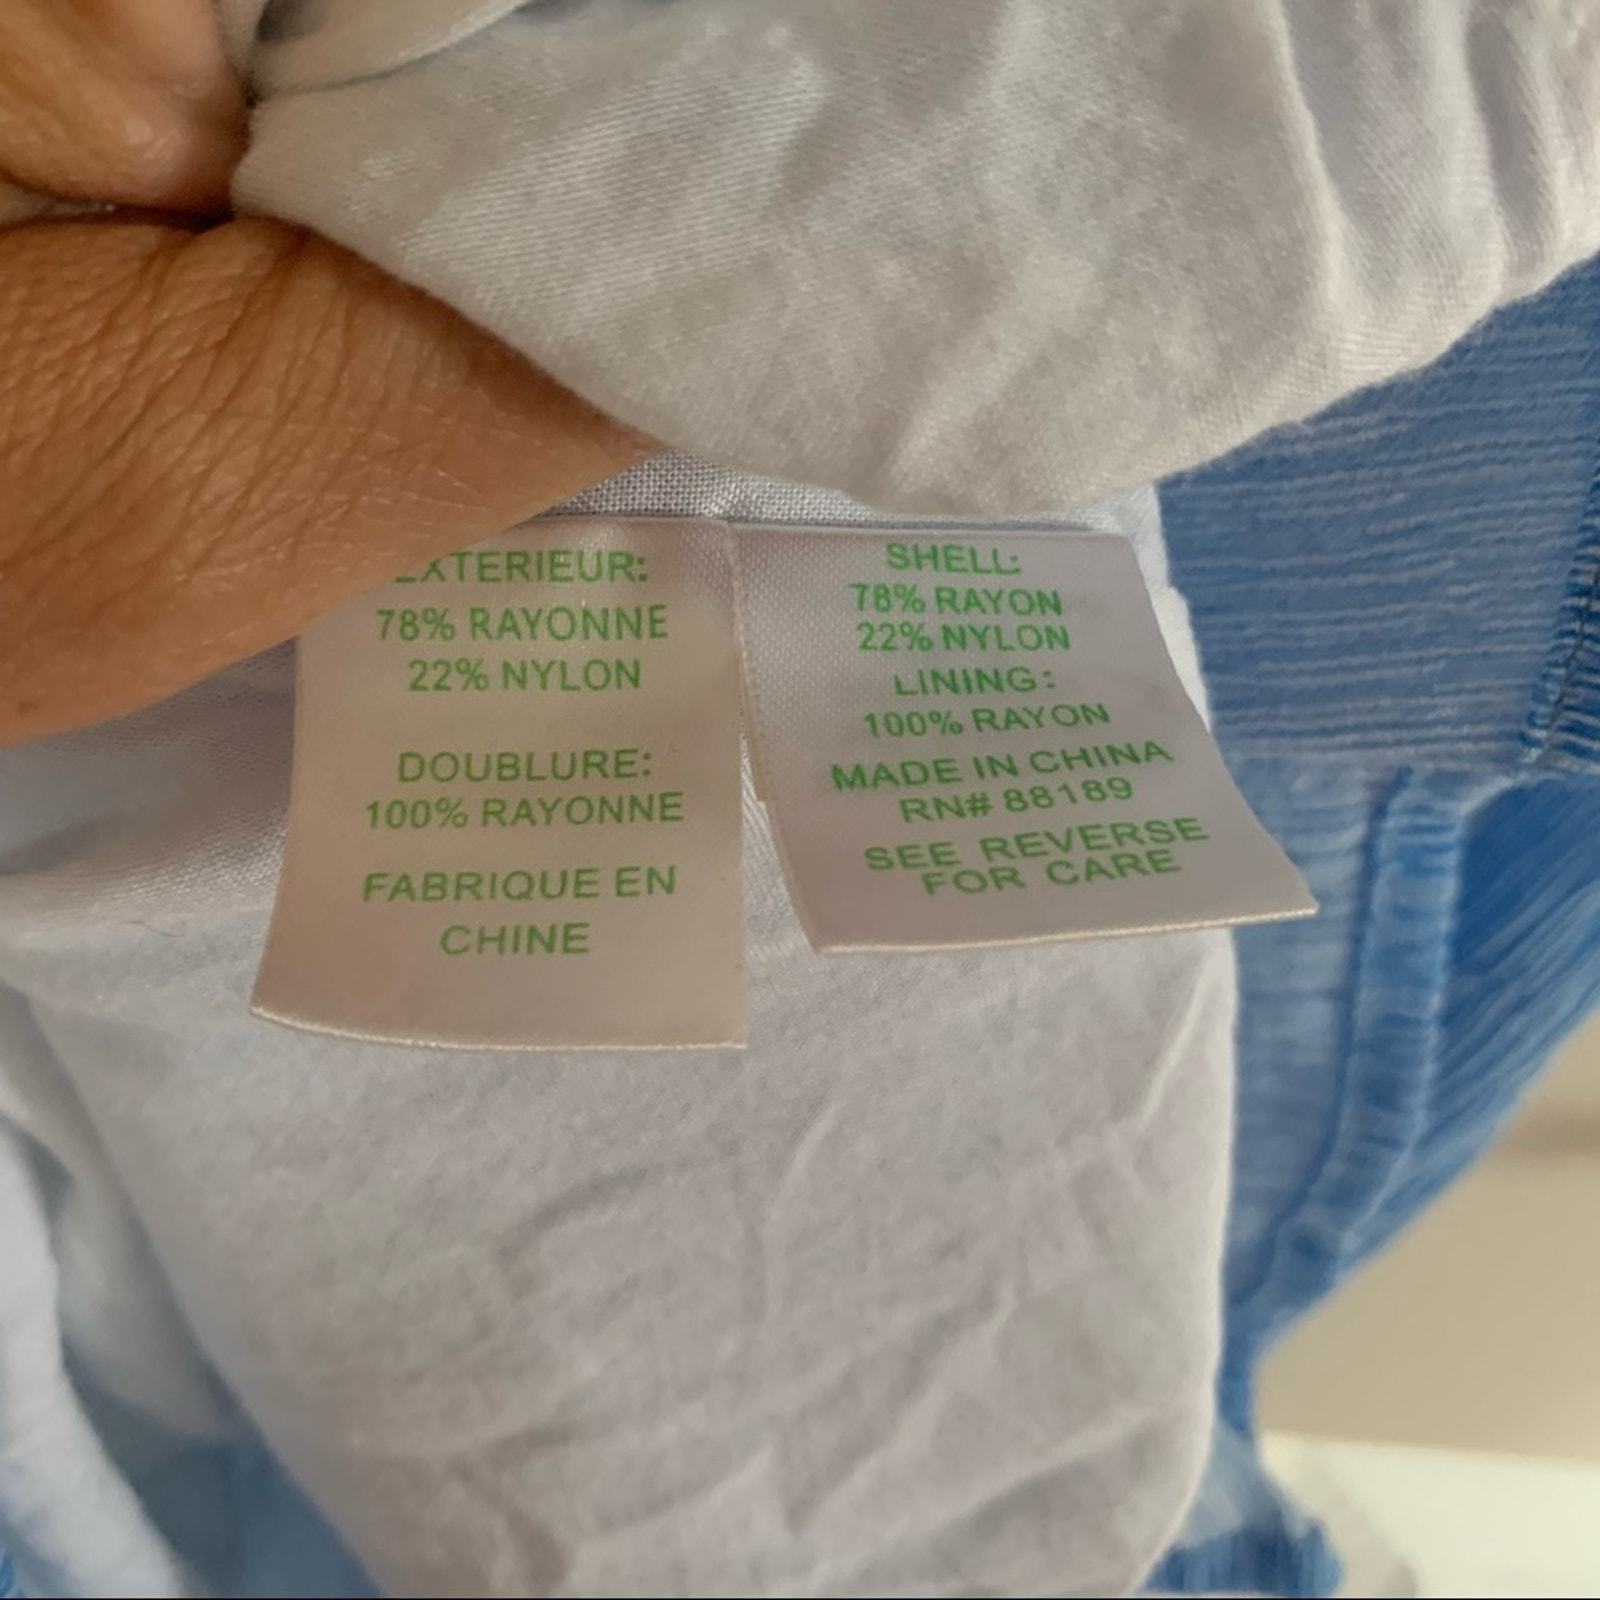 EXTERIEUR:
78% RAYONNE
22% NYLON
DOUBLURE:
100% RAYONNE
FABRIQUE EN
CHINE
SHELL:
78% RAYON
22% NYLON
LINING:
100% RAYON
MADE IN CHINA
RN# 88189
SEE REVERSE
FOR CARE